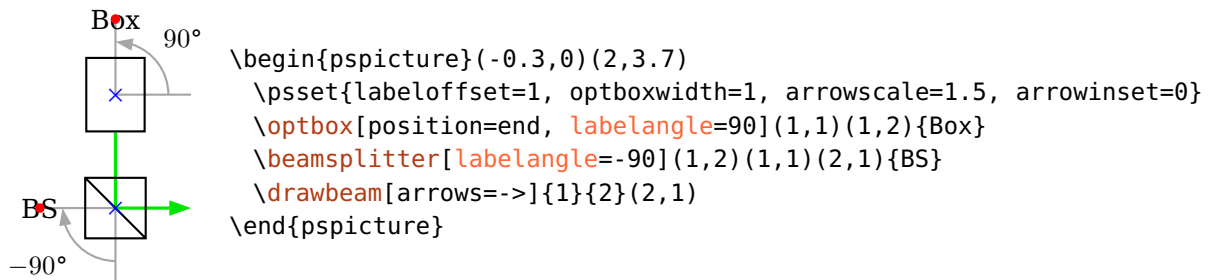 Box
90°
BS
−90°
\begin{pspicture}(-0.3,0)(2,3.7)
\psset{labeloffset=1, optboxwidth=1, arrowscale=1.5, arrowinset=0}
\optbox[position=end, labelangle=90](1,1)(1,2){Box}
\beamsplitter[labelangle=-90](1,2)(1,1)(2,1){BS}
\drawbeam[arrows=->]{1}{2}(2,1)
\end{pspicture}